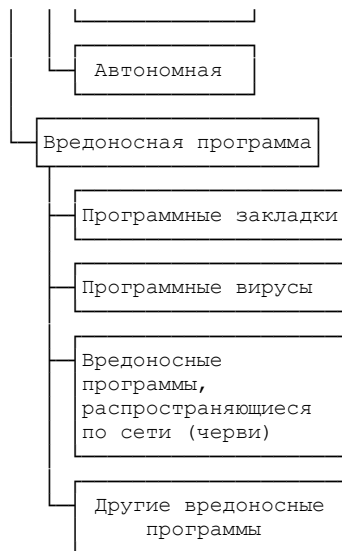 Автономная
Вредоносная программа
Программные закладки
Программные вирусы
Вредоносные
программы,
распространяющиеся
по сети (черви)
Другие вредоносные
программы